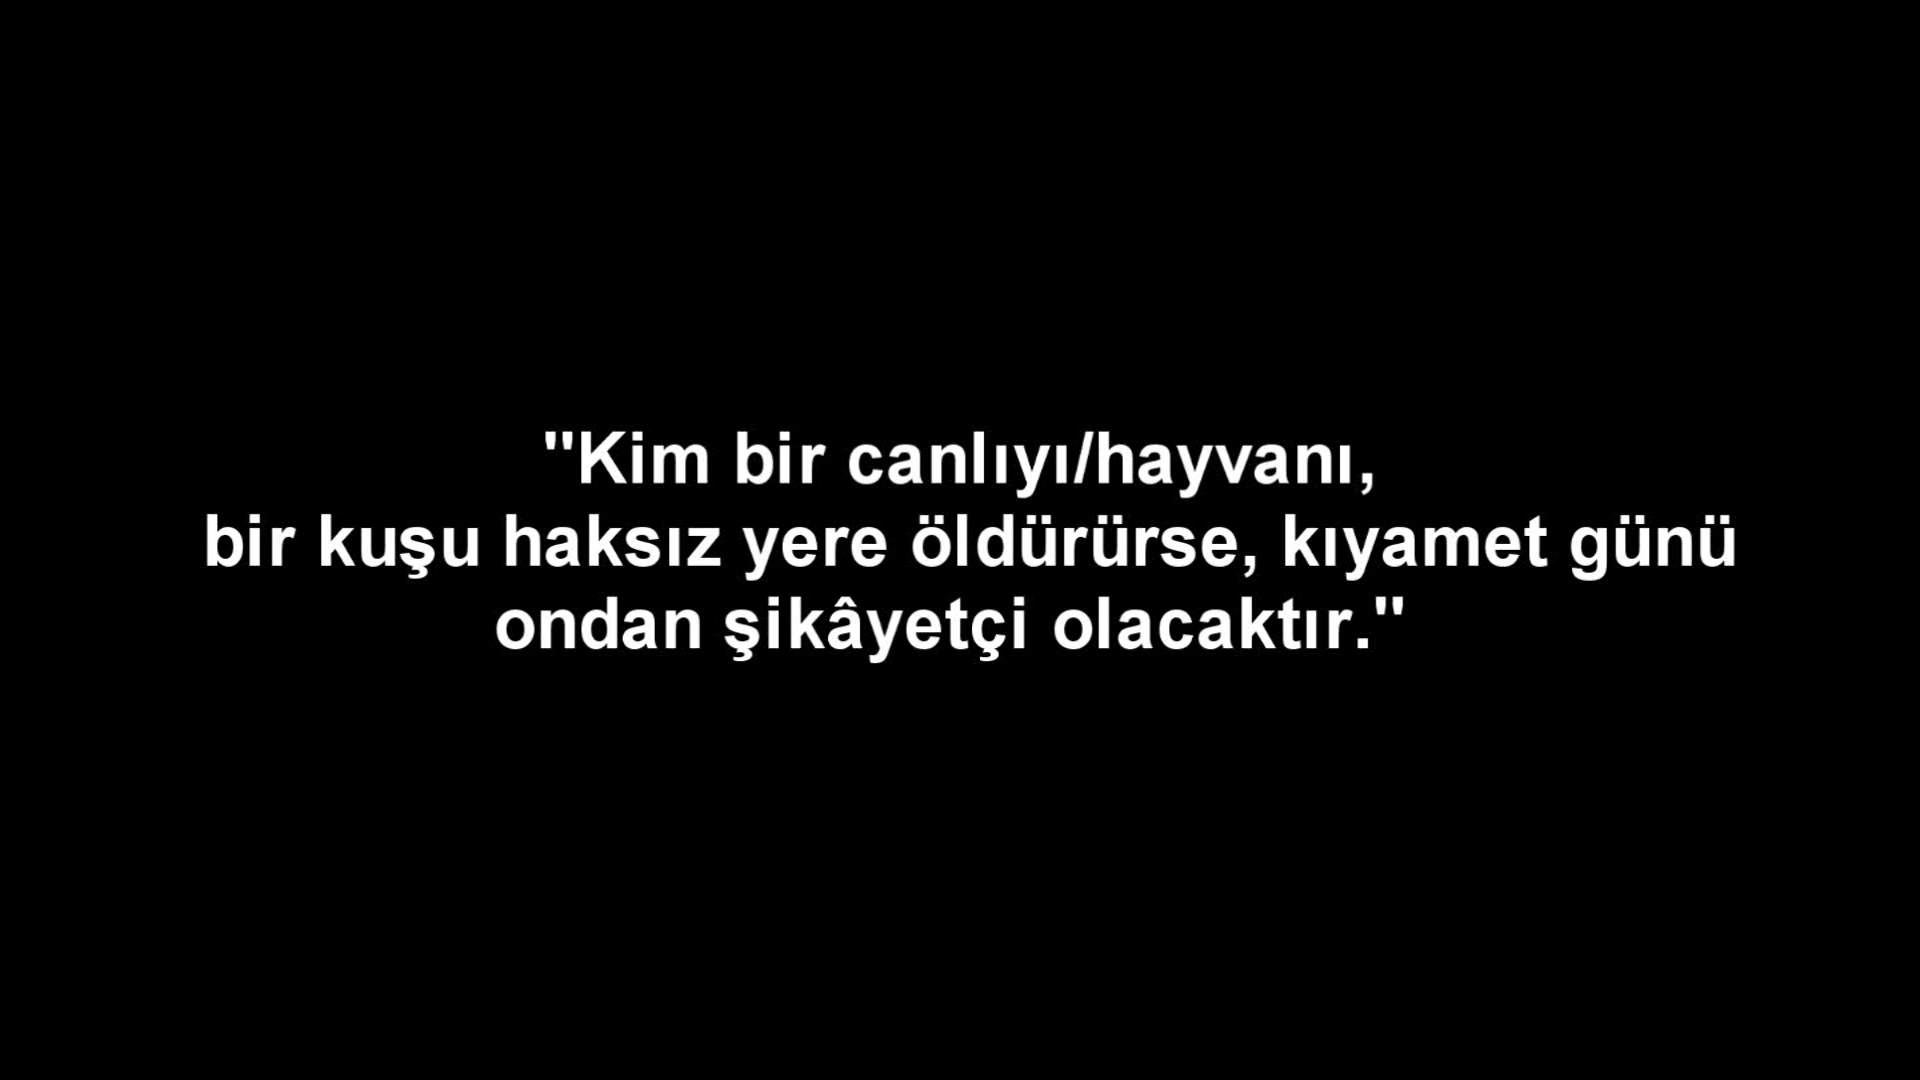 "Kim bir canlıyı/hayvanı,
bir kuşu haksız yere öldürürse, kıyamet günü
ondan şikâyetçi olacaktır."